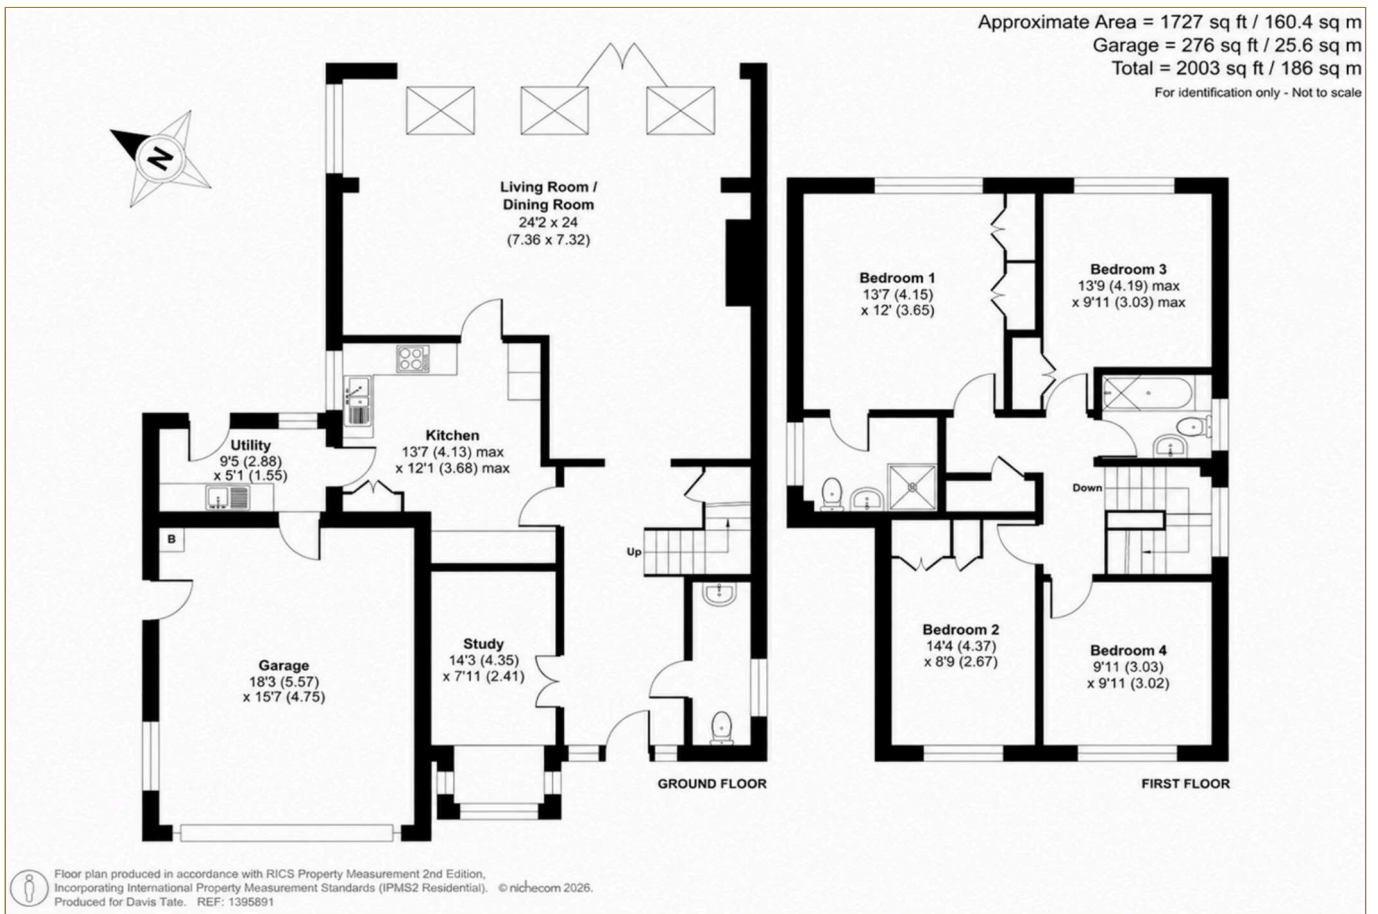 Approximate Area = 1727 sq ft / 160.4 sq m
Garage = 276 sq ft / 25.6 sq m
Total = 2003 sq ft / 186 sq m
For identification only - Not to scale
N
Living Room /
Dining Room
24'2 x 24
(7.36 x 7.32)
Kitchen
13'7 (4.13) max
x 12'1 (3.68) max
Utility
9'5 (2.88)
x 5'1 (1.55)
B
Up
Garage
18'3 (5.57)
x 15'7 (4.75)
Study
14'3 (4.35)
x 7'11 (2.41)
GROUND FLOOR
Bedroom 1
13'7 (4.15)
x 12' (3.65)
Bedroom 3
13'9 (4.19) max
x 9'11 (3.03) max
Down
Bedroom 2
14'4 (4.37)
x 8'9 (2.67)
Bedroom 4
9'11 (3.03)
x 9'11 (3.02)
FIRST FLOOR
Floor plan produced in accordance with RICS Property Measurement 2nd Edition,
Incorporating International Property Measurement Standards (IPMS2 Residential). © nichecom 2026.
Produced for Davis Tate. REF: 1395891